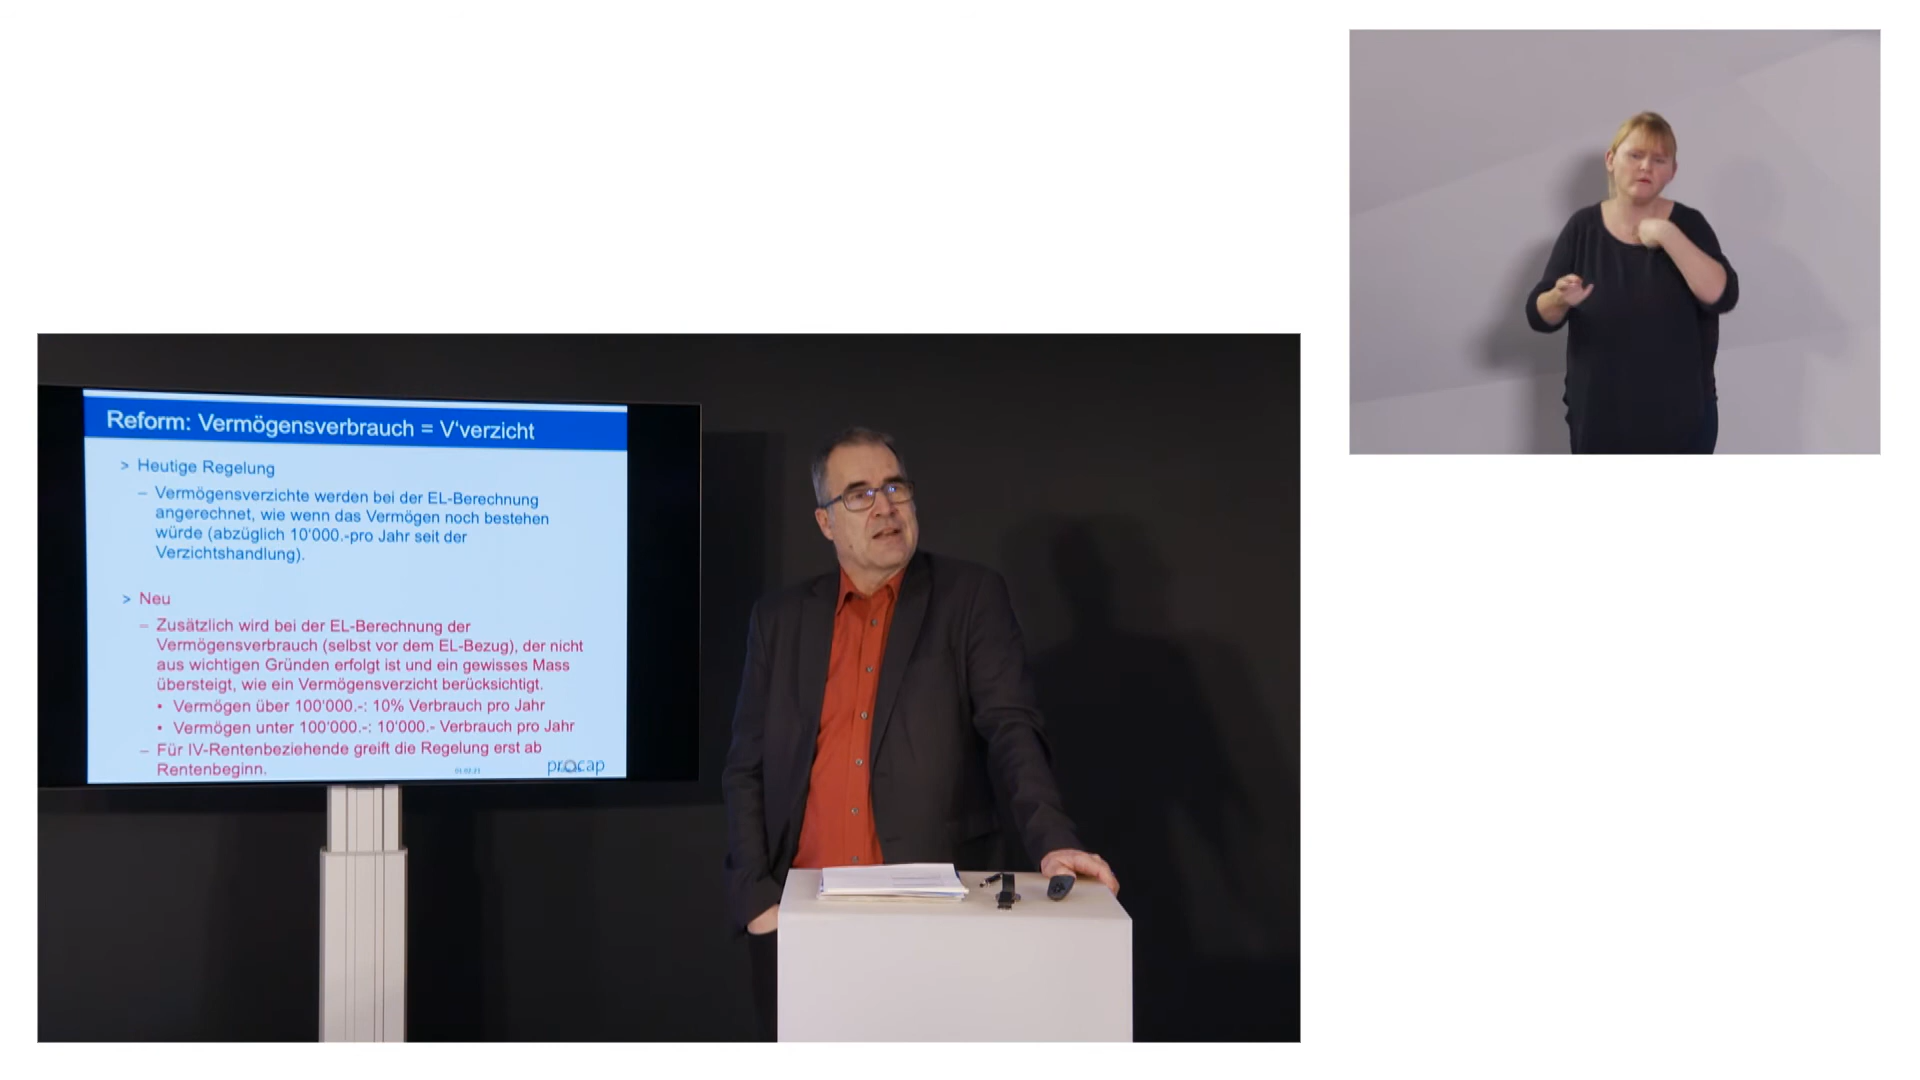 Reform: Vermögensverbrauch = V'verzicht
> Heutige Regelung
– Vermögensverzichte werden bei der EL-Berechnung
angerechnet, wie wenn das Vermögen noch bestehen
würde (abzüglich 10'000.-pro Jahr seit der
Verzichtshandlung).
> Neu
– Zusätzlich wird bei der EL-Berechnung der
Vermögensverbrauch (selbst vor dem EL-Bezug), der nicht
aus wichtigen Gründen erfolgt ist und ein gewisses Mass
übersteigt, wie ein Vermögensverzicht berücksichtigt.
• Vermögen über 100'000.-: 10% Verbrauch pro Jahr
• Vermögen unter 100'000.-: 10'000.- Verbrauch pro Jahr
– Für IV-Rentenbeziehende greift die Regelung erst ab
Rentenbeginn.
procap